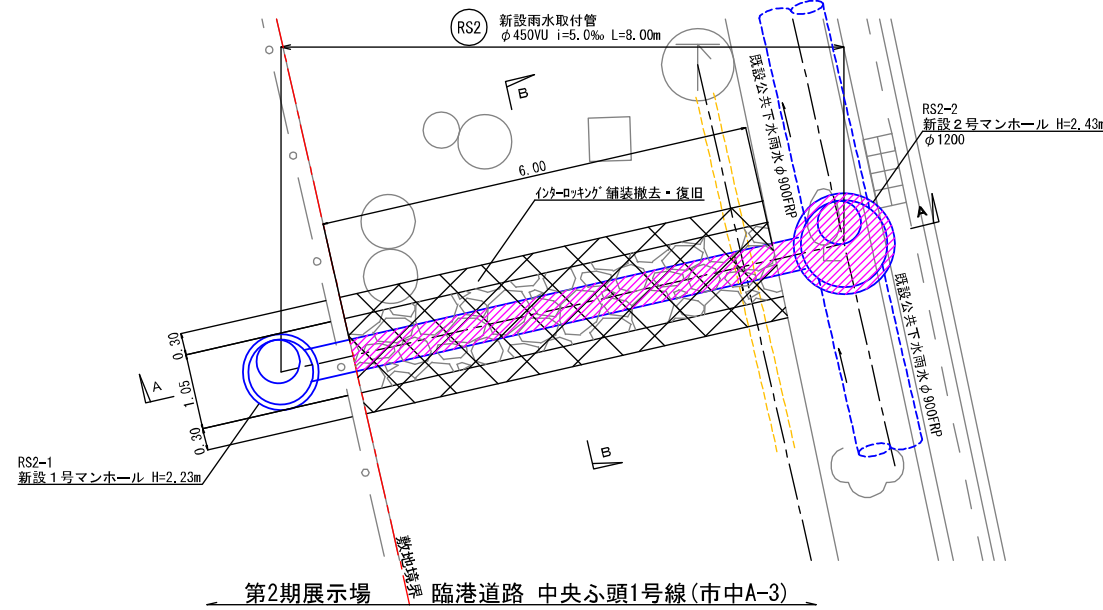 RS2
新設雨水取付管
φ450VU i=5.0‰ L=8.00m
B
既設公共下水雨水φ900FRP
RS2-2
新設2号マンホール H=2.43m
φ1200
6.00
インターロッキング舗装撤去・復旧
A
0.30
1.05
0.30
A
既設公共下水雨水φ900FRP
B
RS2-1
新設1号マンホール H=2.23m
敷地境界
第2期展示場 臨港道路 中央ふ頭1号線(市中A-3)